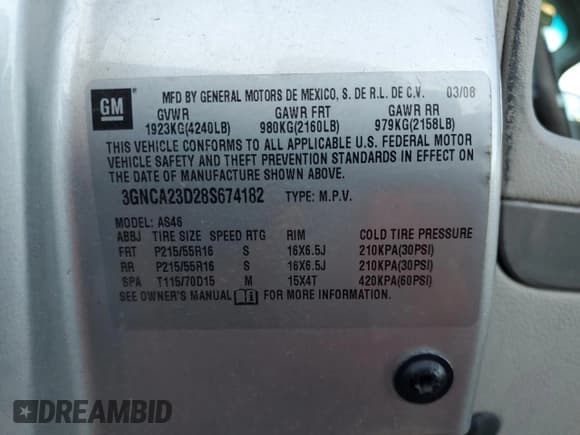 GM
MFD BY GENERAL MOTORS DE MEXICO, S. DE R.L. DE C.V. 03/08
GVWR GAWR FRT GAWR RR
1923KG(4240LB) 980KG(2160LB) 979KG(2158LB)
THIS VEHICLE CONFORMS TO ALL APPLICABLE U.S. FEDERAL MOTOR
VEHICLE SAFETY AND THEFT PREVENTION STANDARDS IN EFFECT ON
THE DATE OF MANUFACTURE SHOWN ABOVE.
3GNCA23D28S674182 TYPE: M.P.V.
MODEL: AS46
ABBJ TIRE SIZE SPEED RTG RIM COLD TIRE PRESSURE
FRT P215/55R16 S 16X6.5J 210KPA(30PSI)
RR P215/55R16 S 16X6.5J 210KPA(30PSI)
SPA T115/70D15 M 15X4T 420KPA(60PSI)
SEE OWNER'S MANUAL FOR MORE INFORMATION.
DREAMBID